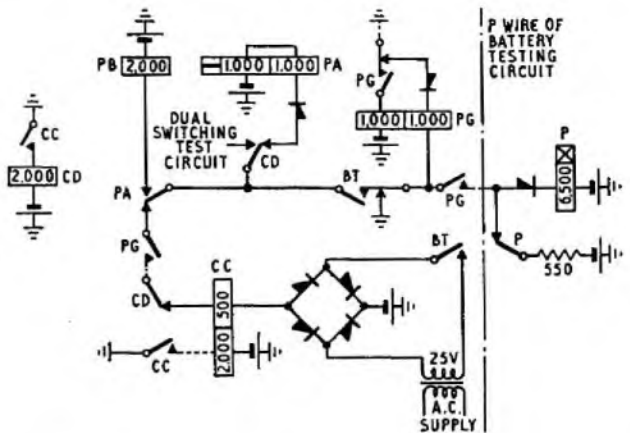 PB 2,000
1,000 1,000 PA
PG
1,000 1,000 PG
P WIRE OF
BATTERY
TESTING
CIRCUIT
CC
2,000 CD
DUAL
SWITCHING
TEST
CIRCUIT
CD
PA
BT
PG
P
6,500
PG
CD
CC
500
2,000
CC
BT
P
550
25V
A.C.
SUPPLY